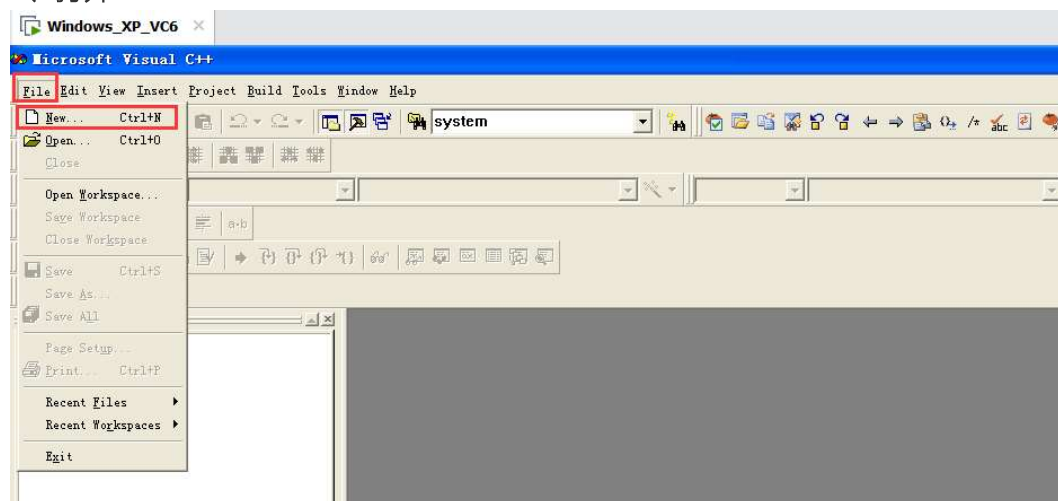 Windows_XP_VC6
Microsoft Visual C++
File Edit View Insert Project Build Tools Window Help
New... Ctrl+N
system
Open... Ctrl+O
Close
Open Workspace...
Save Workspace
a+b
Close Workspace
Save Ctrl+S
Save As...
Save All
Page Setup...
Print... Ctrl+P
Recent Files
Recent Workspaces
Exit